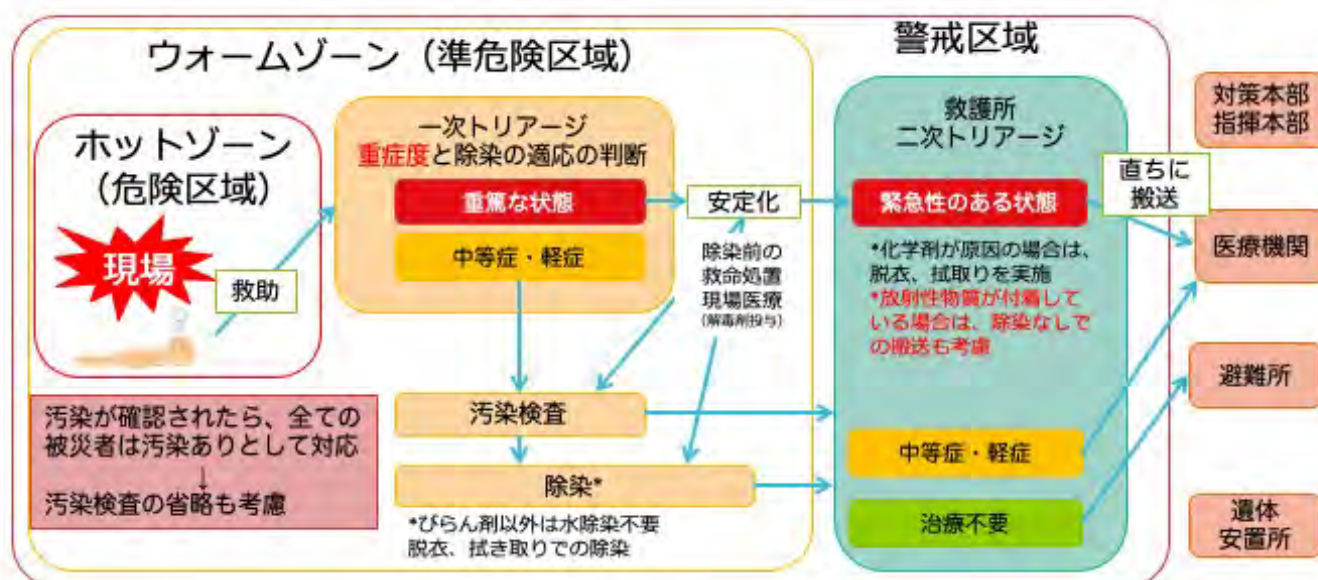 ウォームゾーン（準危険区域）
警戒区域
ホットゾーン
（危険区域）
現場
救助
一次トリアージ
重症度と除染の適応の判断
重篤な状態
中等症・軽症
安定化
除染前の
救命処置
現場医療
(解毒剤投与)
汚染検査
除染*
*びらん剤以外は水除染不要
脱衣、拭き取りでの除染
汚染が確認されたら、全ての
被災者は汚染ありとして対応
↓
汚染検査の省略も考慮
救護所
二次トリアージ
緊急性のある状態
*化学剤が原因の場合は、
脱衣、拭取りを実施
*放射性物質が付着して
いる場合は、除染なしで
の搬送も考慮
中等症・軽症
治療不要
直ちに
搬送
対策本部
指揮本部
医療機関
避難所
遺体
安置所